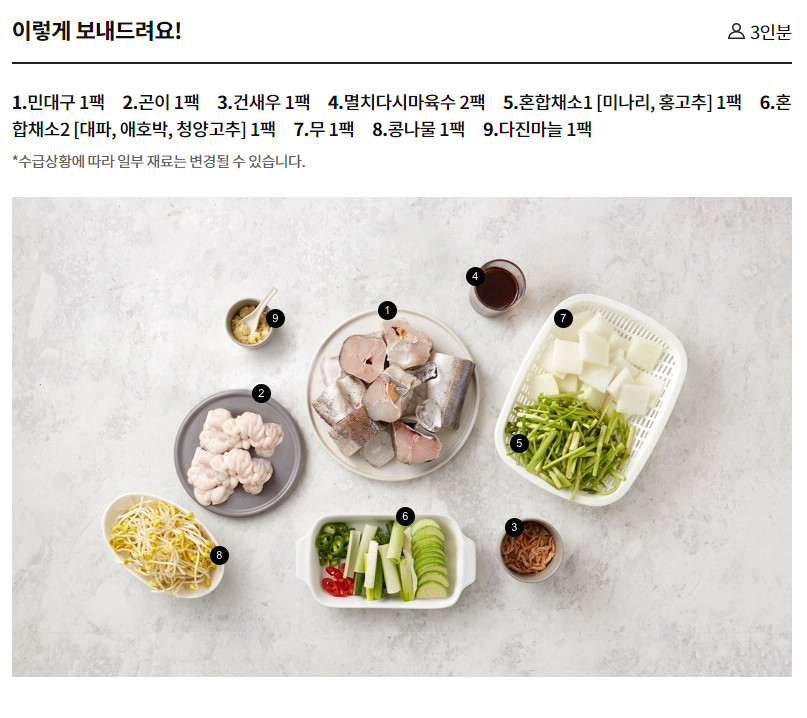 이렇게 보내드려요!
3인분
1.민대구 1팩 2.곤이 1팩 3.건새우 1팩 4.멸치다시마육수 2팩 5.혼합채소1 [미나리, 홍고추] 1팩 6.혼
합채소2 [대파, 애호박, 청양고추] 1팩 7.무 1팩 8.콩나물 1팩 9.다진마늘 1팩
*수급상황에 따라 일부 재료는 변경될 수 있습니다.
4
1
9
7
2
5
6
3
8